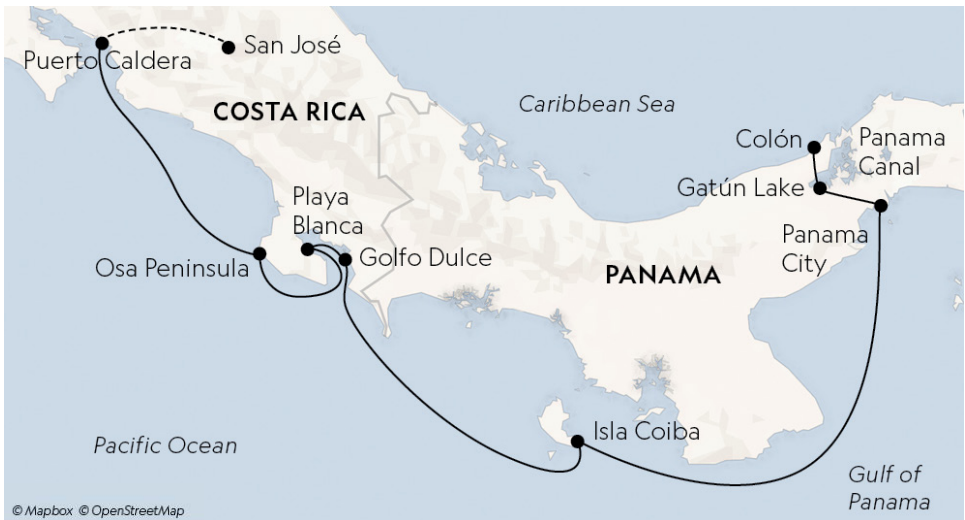 San José
Puerto Caldera
COSTA RICA
Caribbean Sea
Colón
Panama
Canal
Gatún Lake
Playa
Blanca
Osa Peninsula
Golfo Dulce
Panama
City
PANAMA
Isla Coiba
Pacific Ocean
Gulf of
Panama
© Mapbox © OpenStreetMap